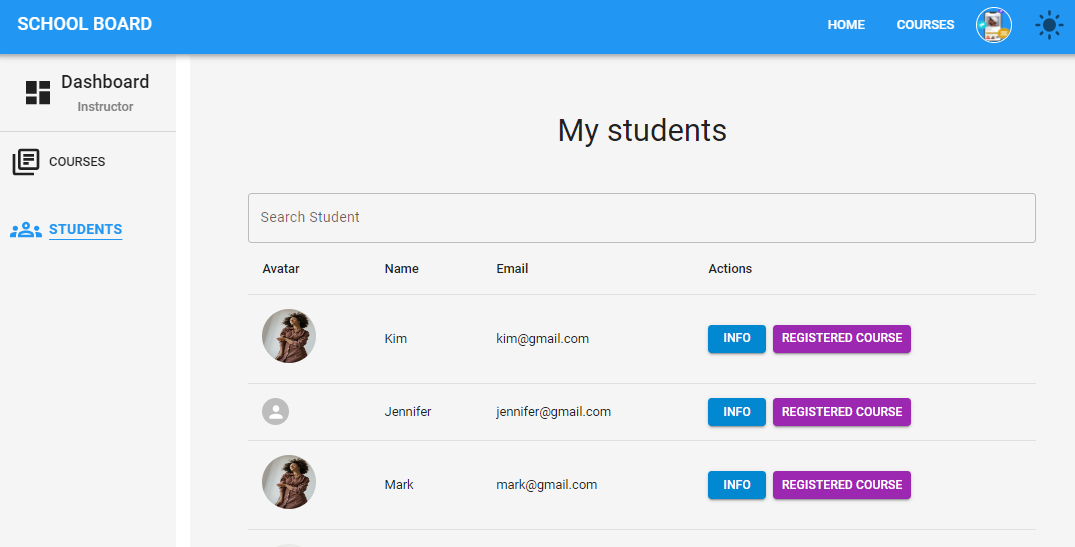 SCHOOL BOARD
HOME COURSES
Dashboard
Instructor
COURSES
STUDENTS
My students
Search Student
Avatar Name Email Actions
Kim kim@gmail.com INFO REGISTERED COURSE
Jennifer jennifer@gmail.com INFO REGISTERED COURSE
Mark mark@gmail.com INFO REGISTERED COURSE